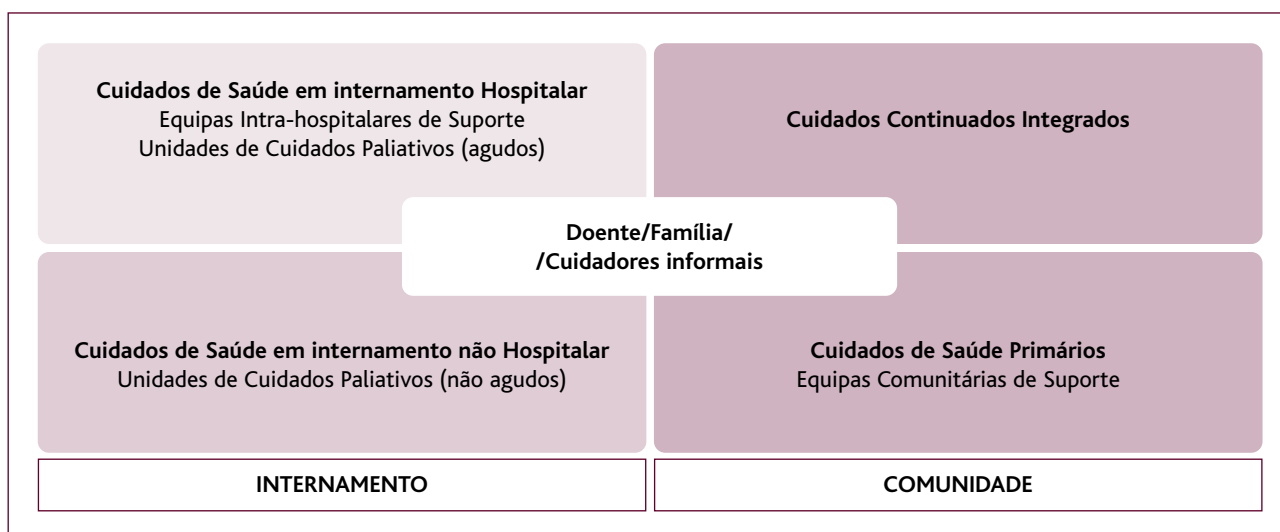 Cuidados de Saúde em internamento Hospitalar
Equipas Intra-hospitalares de Suporte
Unidades de Cuidados Paliativos (agudos)
Cuidados Continuados Integrados
Doente/Família/
/Cuidadores informais
Cuidados de Saúde em internamento não Hospitalar
Unidades de Cuidados Paliativos (não agudos)
Cuidados de Saúde Primários
Equipas Comunitárias de Suporte
INTERNAMENTO
COMUNIDADE